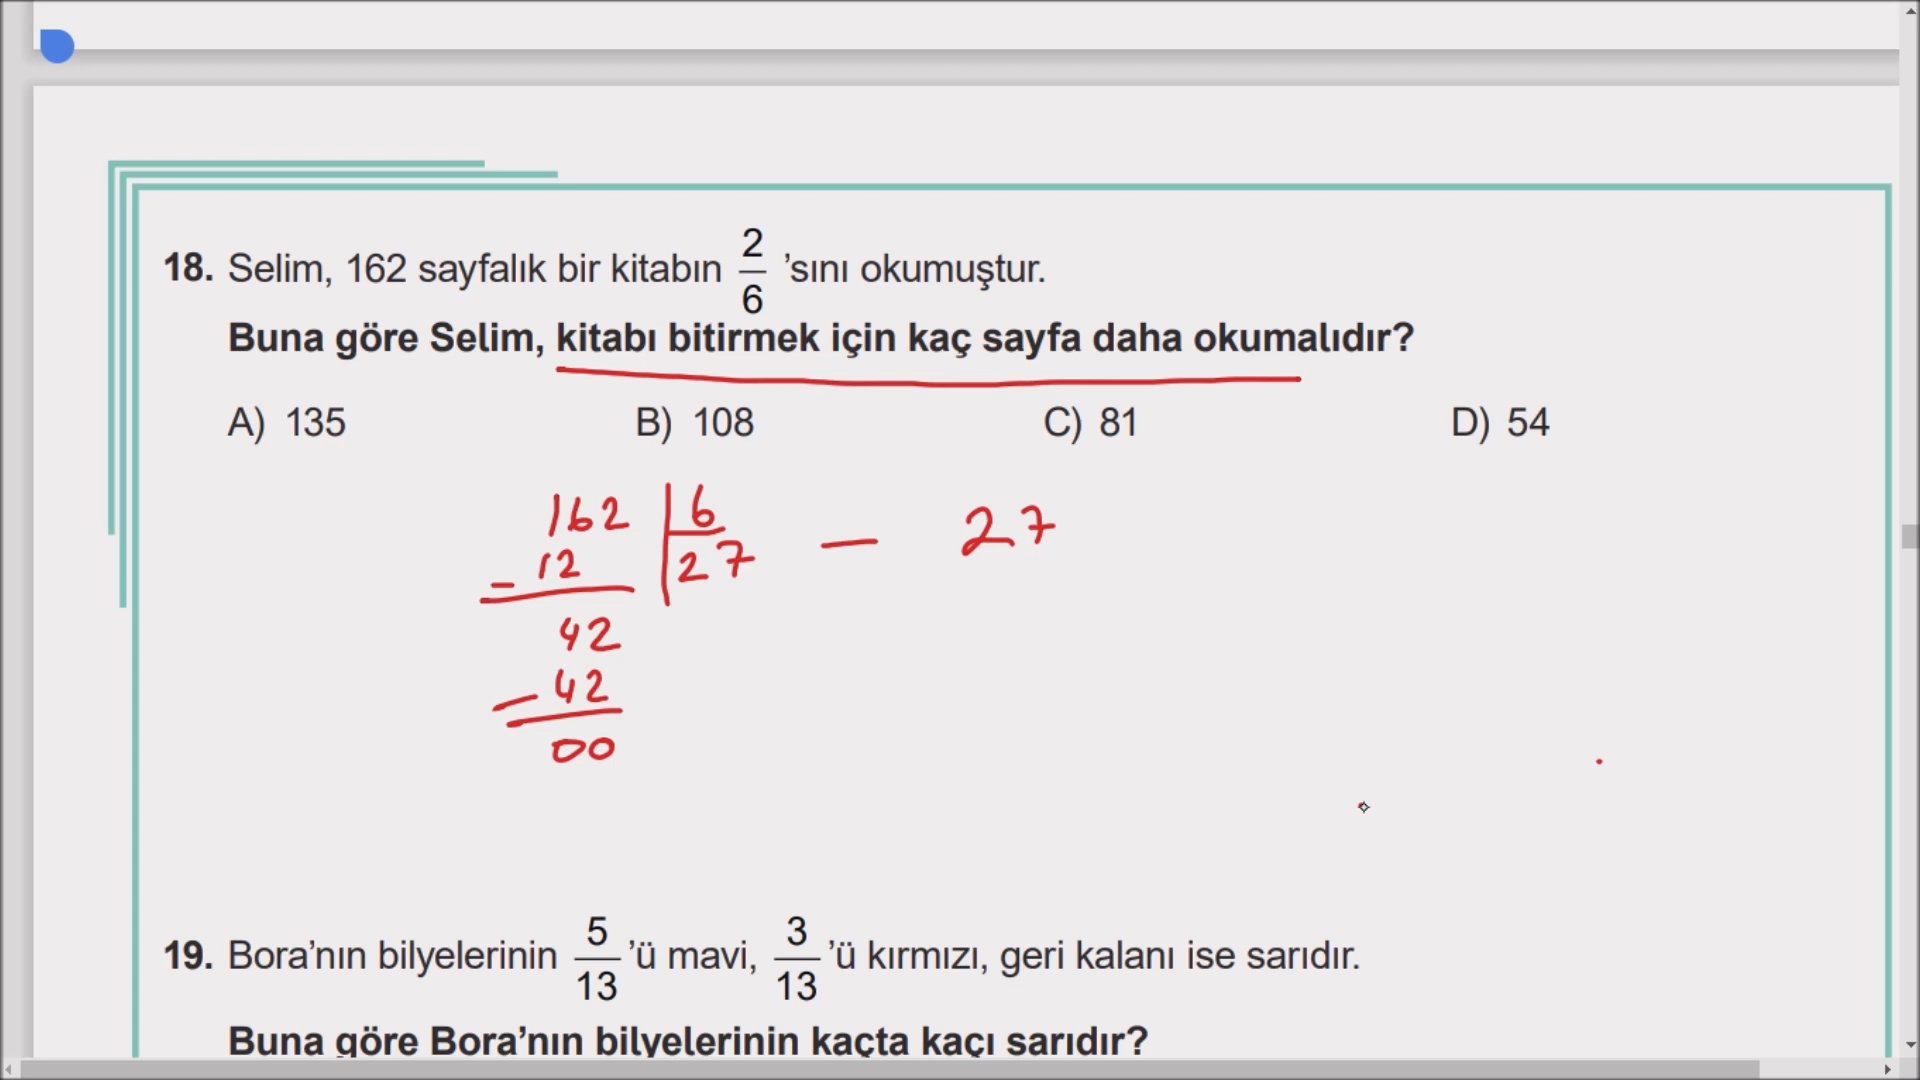 18. Selim, 162 sayfalık bir kitabın 2/6 ’sını okumuştur.
Buna göre Selim, kitabı bitirmek için kaç sayfa daha okumalıdır?
A) 135 B) 108 C) 81 D) 54
162 | 6
- 12 | 27 — 27
42
- 42
00
19. Bora’nın bilyelerinin 5/13 ’ü mavi, 3/13 ’ü kırmızı, geri kalanı ise sarıdır.
Buna göre Bora’nın bilyelerinin kaçta kaçı sarıdır?